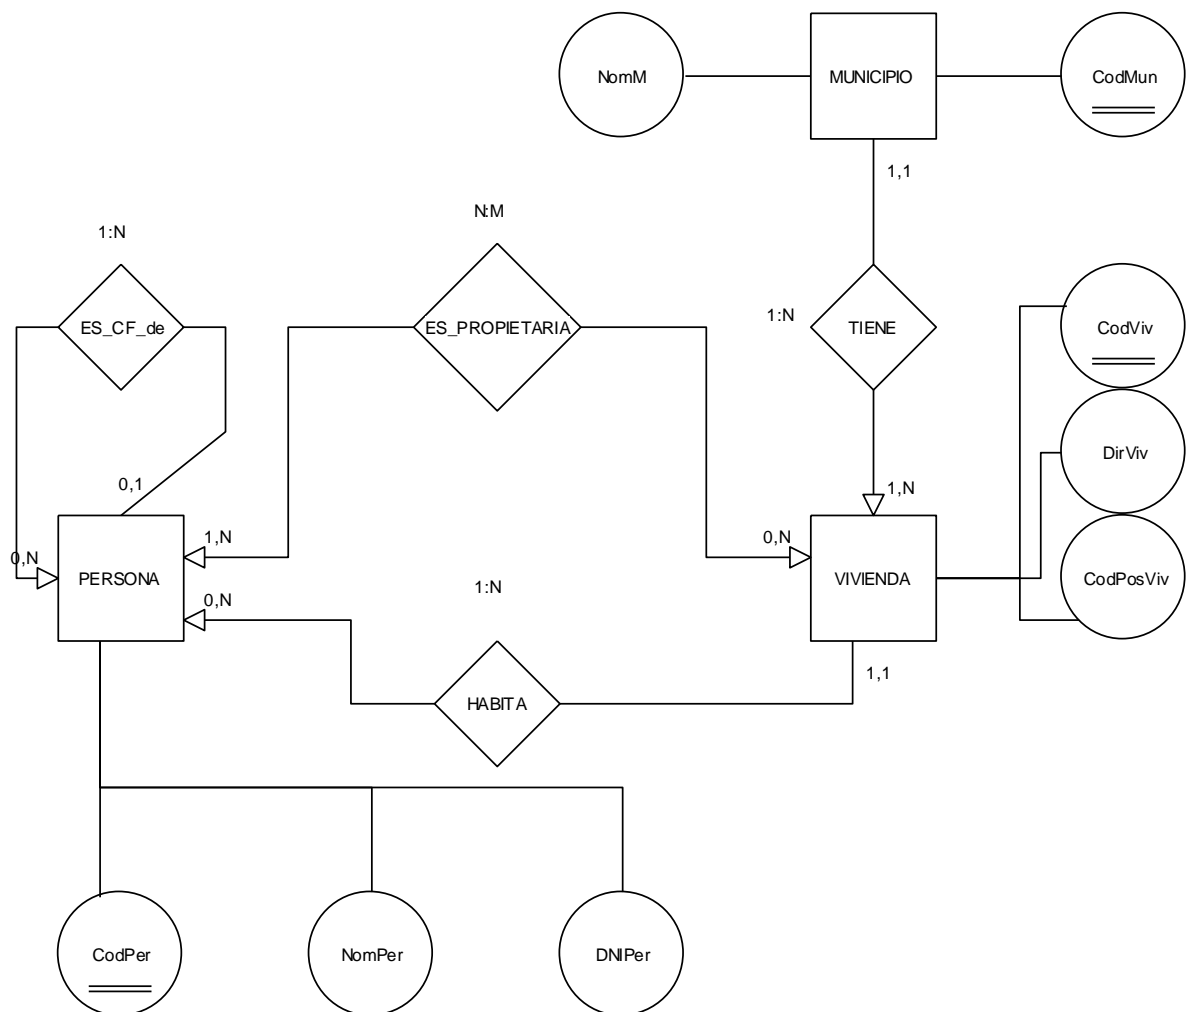 NomM
MUNICIPIO
CodMun
1,1
N:M
1:N
ES_CF_de
ES_PROPIETARIA
1:N
TIENE
CodViv
DirViv
0,1
1,N
1,N
0,N
0,N
PERSONA
VIVIENDA
CodPosViv
0,N
1:N
1,1
HABITA
CodPer
NomPer
DNIPer